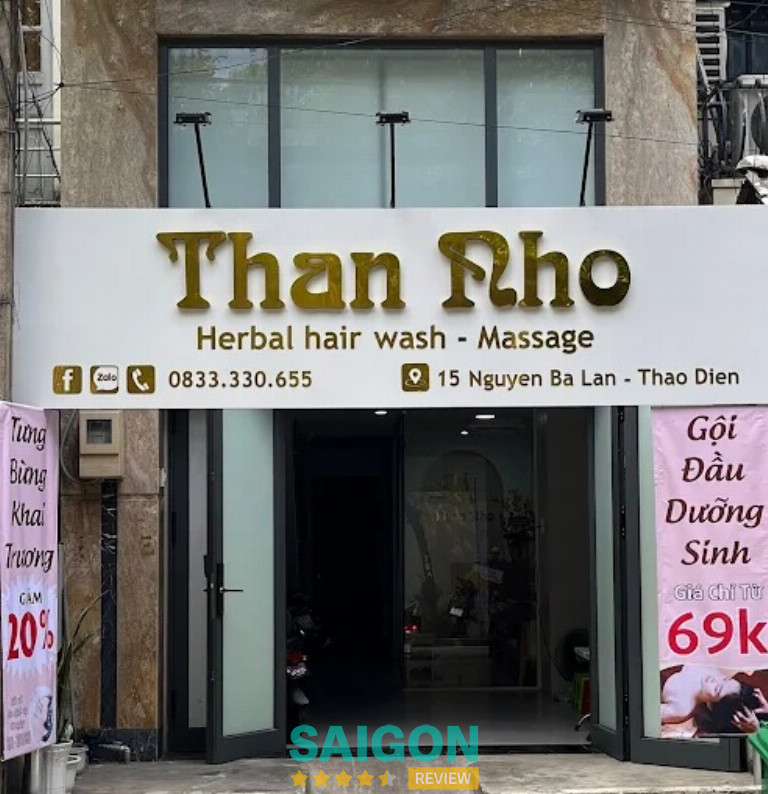 Than Nho
Herbal hair wash - Massage
Zalo
0833.330.655
15 Nguyen Ba Lan - Thao Dien
Tưng
Bừng
Khai
Trương
GIẢM
20%
Gội
Đầu
Dưỡng
Sinh
Giá Chỉ Từ
69k
SAIGON
REVIEW